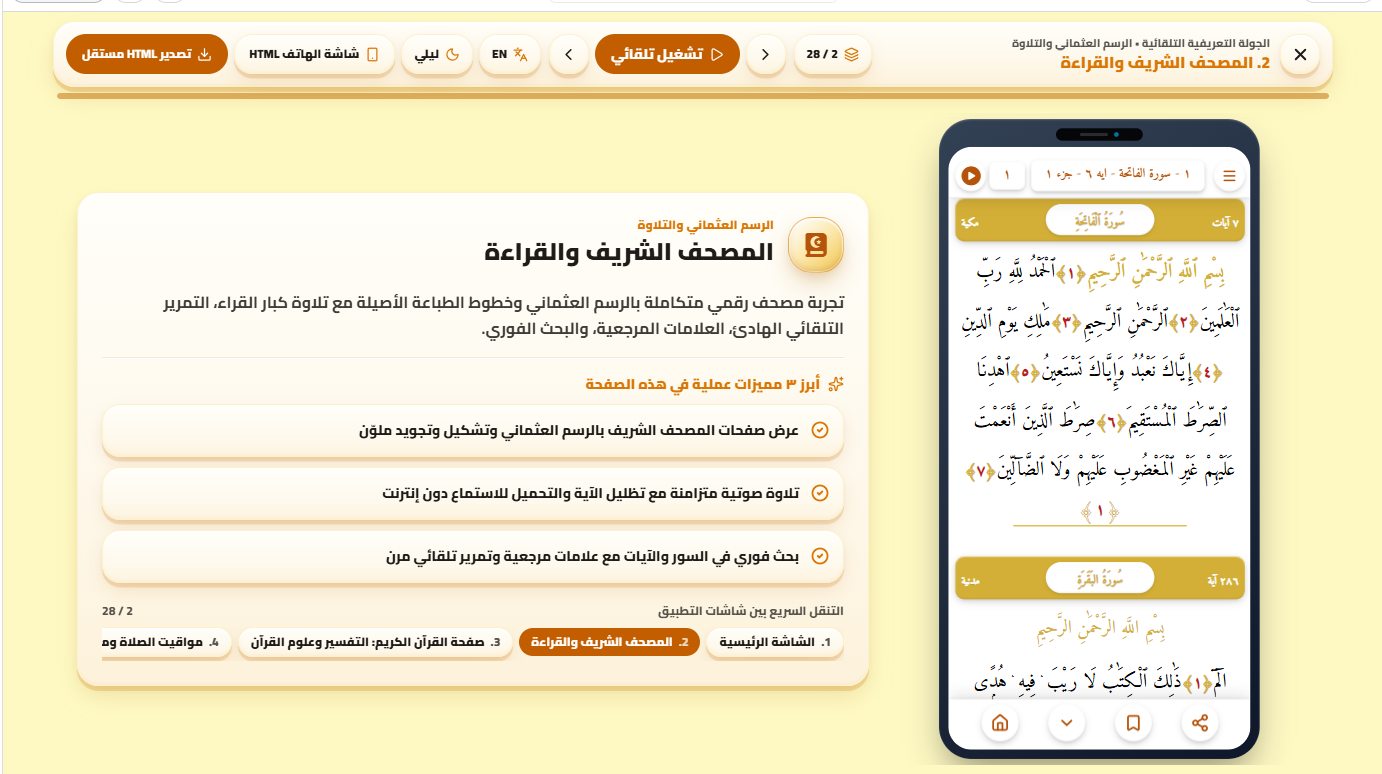 الجولة التعريفية التلقائية • الرسم العثماني والتلاوة
2. المصحف الشريف والقراءة
28 / 2
تشغيل تلقائي
EN
ليلي
شاشة الهاتف HTML
تصدير HTML مستقل
١ - سورة الفاتحة - ايه ٦ - جزء ١
١
٧ آيات
سُورَةُ ٱلْفَاتِحَةِ
مكية
بِسْمِ ٱللَّهِ ٱلرَّحْمَٰنِ ٱلرَّحِيمِ﴿١﴾ٱلْحَمْدُ لِلَّهِ رَبِّ
ٱلْعَٰلَمِينَ﴿٢﴾ٱلرَّحْمَٰنِ ٱلرَّحِيمِ﴿٣﴾مَٰلِكِ يَوْمِ ٱلدِّينِ
﴿٤﴾إِيَّاكَ نَعْبُدُ وَإِيَّاكَ نَسْتَعِينُ﴿٥﴾ٱهْدِنَا
ٱلصِّرَٰطَ ٱلْمُسْتَقِيمَ﴿٦﴾صِرَٰطَ ٱلَّذِينَ أَنْعَمْتَ
عَلَيْهِمْ غَيْرِ ٱلْمَغْضُوبِ عَلَيْهِمْ وَلَا ٱلضَّآلِّينَ﴿٧﴾
﴿١﴾
٢٨٦ آية
سُورَةُ البَقَرَةِ
مدنية
بِسْمِ اللَّهِ الرَّحْمَٰنِ الرَّحِيمِ
الٓمٓ﴿١﴾ذَٰلِكَ ٱلْكِتَٰبُ لَا رَيْبَ ۛ فِيهِ ۛ هُدًى
الرسم العثماني والتلاوة
المصحف الشريف والقراءة
تجربة مصحف رقمي متكاملة بالرسم العثماني وخطوط الطباعة الأصيلة مع تلاوة كبار القراء، التمرير
التلقائي الهادئ، العلامات المرجعية، والبحث الفوري.
أبرز ٣ مميزات عملية في هذه الصفحة
عرض صفحات المصحف الشريف بالرسم العثماني وتشكيل وتجويد ملوّن
تلاوة صوتية متزامنة مع تظليل الآية والتحميل للاستماع دون إنترنت
بحث فوري في السور والآيات مع علامات مرجعية وتمرير تلقائي مرن
التنقل السريع بين شاشات التطبيق
28 / 2
1. الشاشة الرئيسية
2. المصحف الشريف والقراءة
3. صفحة القرآن الكريم: التفسير وعلوم القرآن
4. مواقيت الصلاة وم